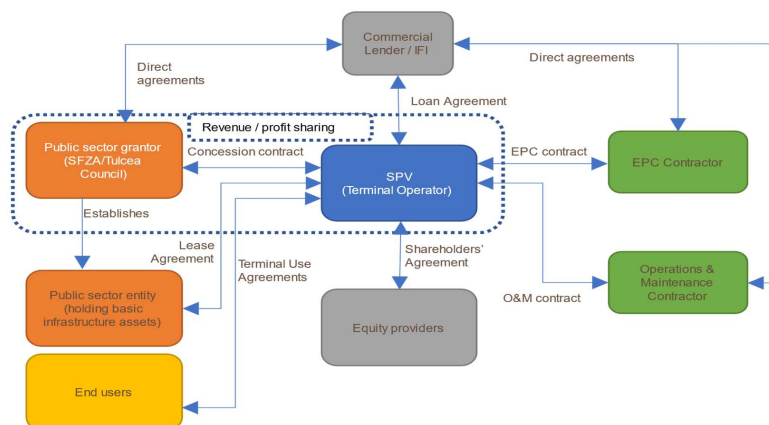 Commercial
Lender / IFI
Direct
agreements
Direct agreements
Loan Agreement
Revenue / profit sharing
Public sector grantor
(SFZA/Tulcea
Council)
Concession contract
SPV
(Terminal Operator)
EPC contract
EPC Contractor
Establishes
Lease
Agreement
Terminal Use
Agreements
Shareholders’
Agreement
Public sector entity
(holding basic
infrastructure assets)
Equity providers
O&M contract
Operations &
Maintenance
Contractor
End users